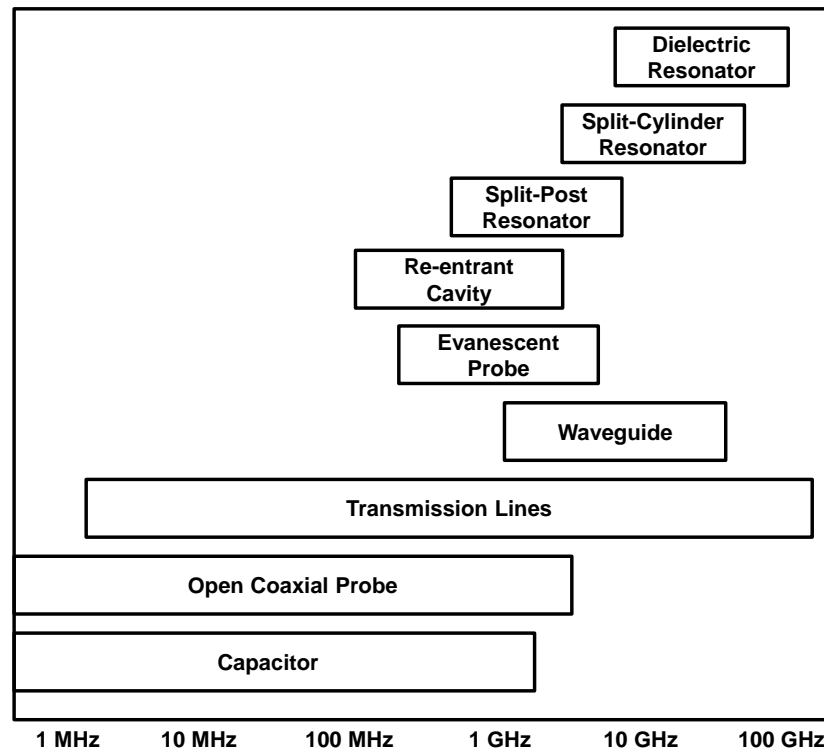 Dielectric
Resonator
Split-Cylinder
Resonator
Split-Post
Resonator
Re-entrant
Cavity
Evanescent
Probe
Waveguide
Transmission Lines
Open Coaxial Probe
Capacitor
1 MHz 10 MHz 100 MHz 1 GHz 10 GHz 100 GHz